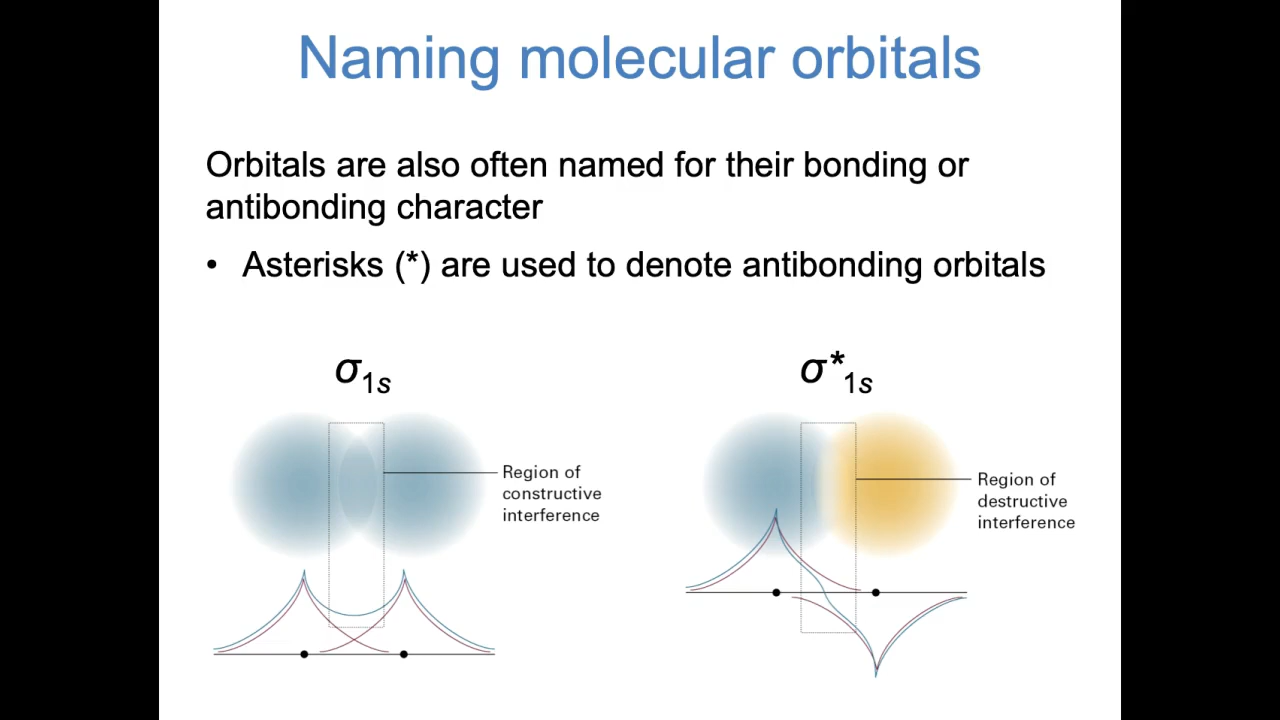 Naming molecular orbitals
Orbitals are also often named for their bonding or
antibonding character
• Asterisks (*) are used to denote antibonding orbitals
σ1s
σ*1s
Region of
constructive
interference
Region of
destructive
interference